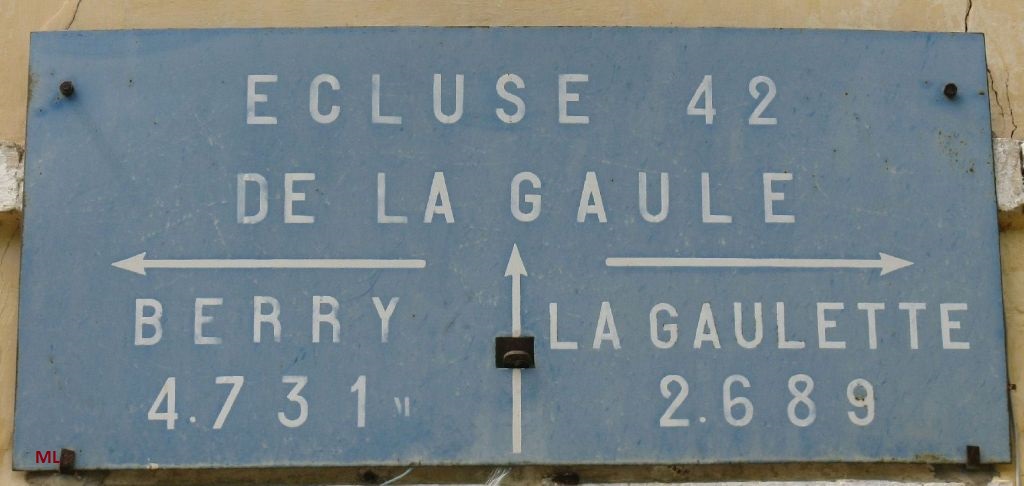 ECLUSE 42
DE LA GAULE
BERRY
4.731 M
LA GAULETTE
2.689
ML